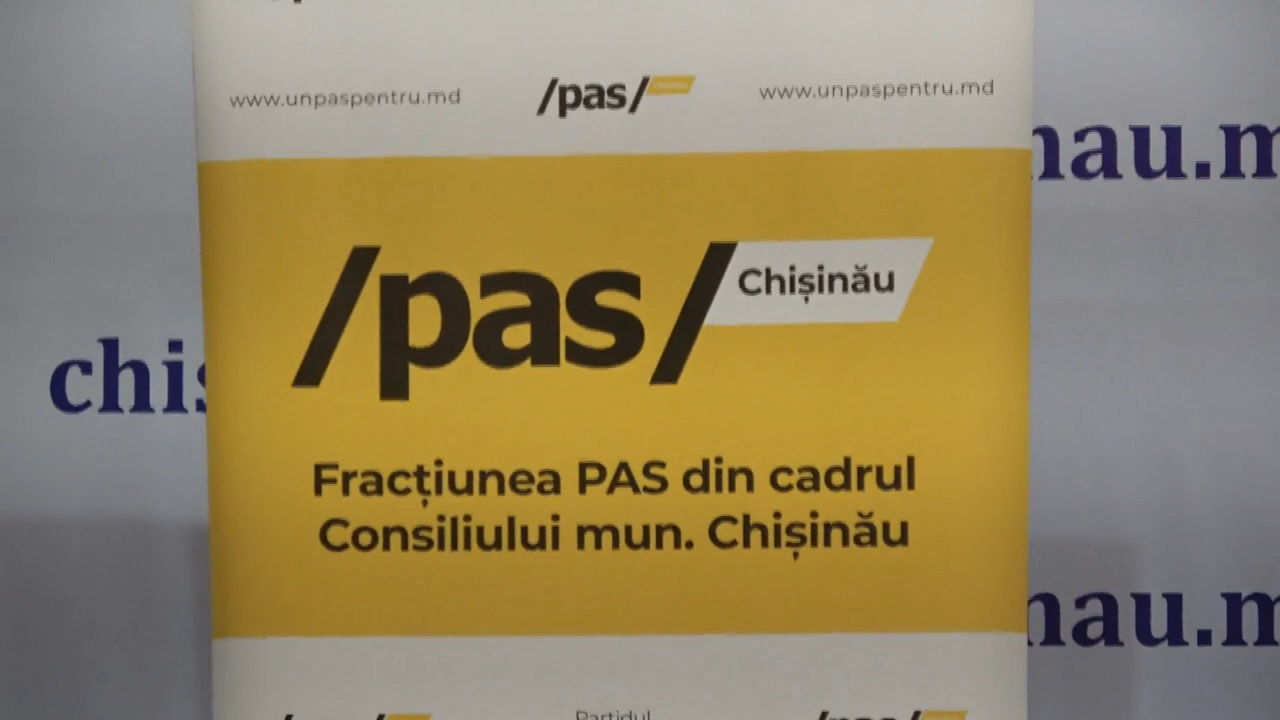 www.unpaspentru.md /pas/ www.unpaspentru.md
nau.m
/pas/ Chișinău
chis
Fracțiunea PAS din cadrul
Consiliului mun. Chișinău
nau.m
Partidul